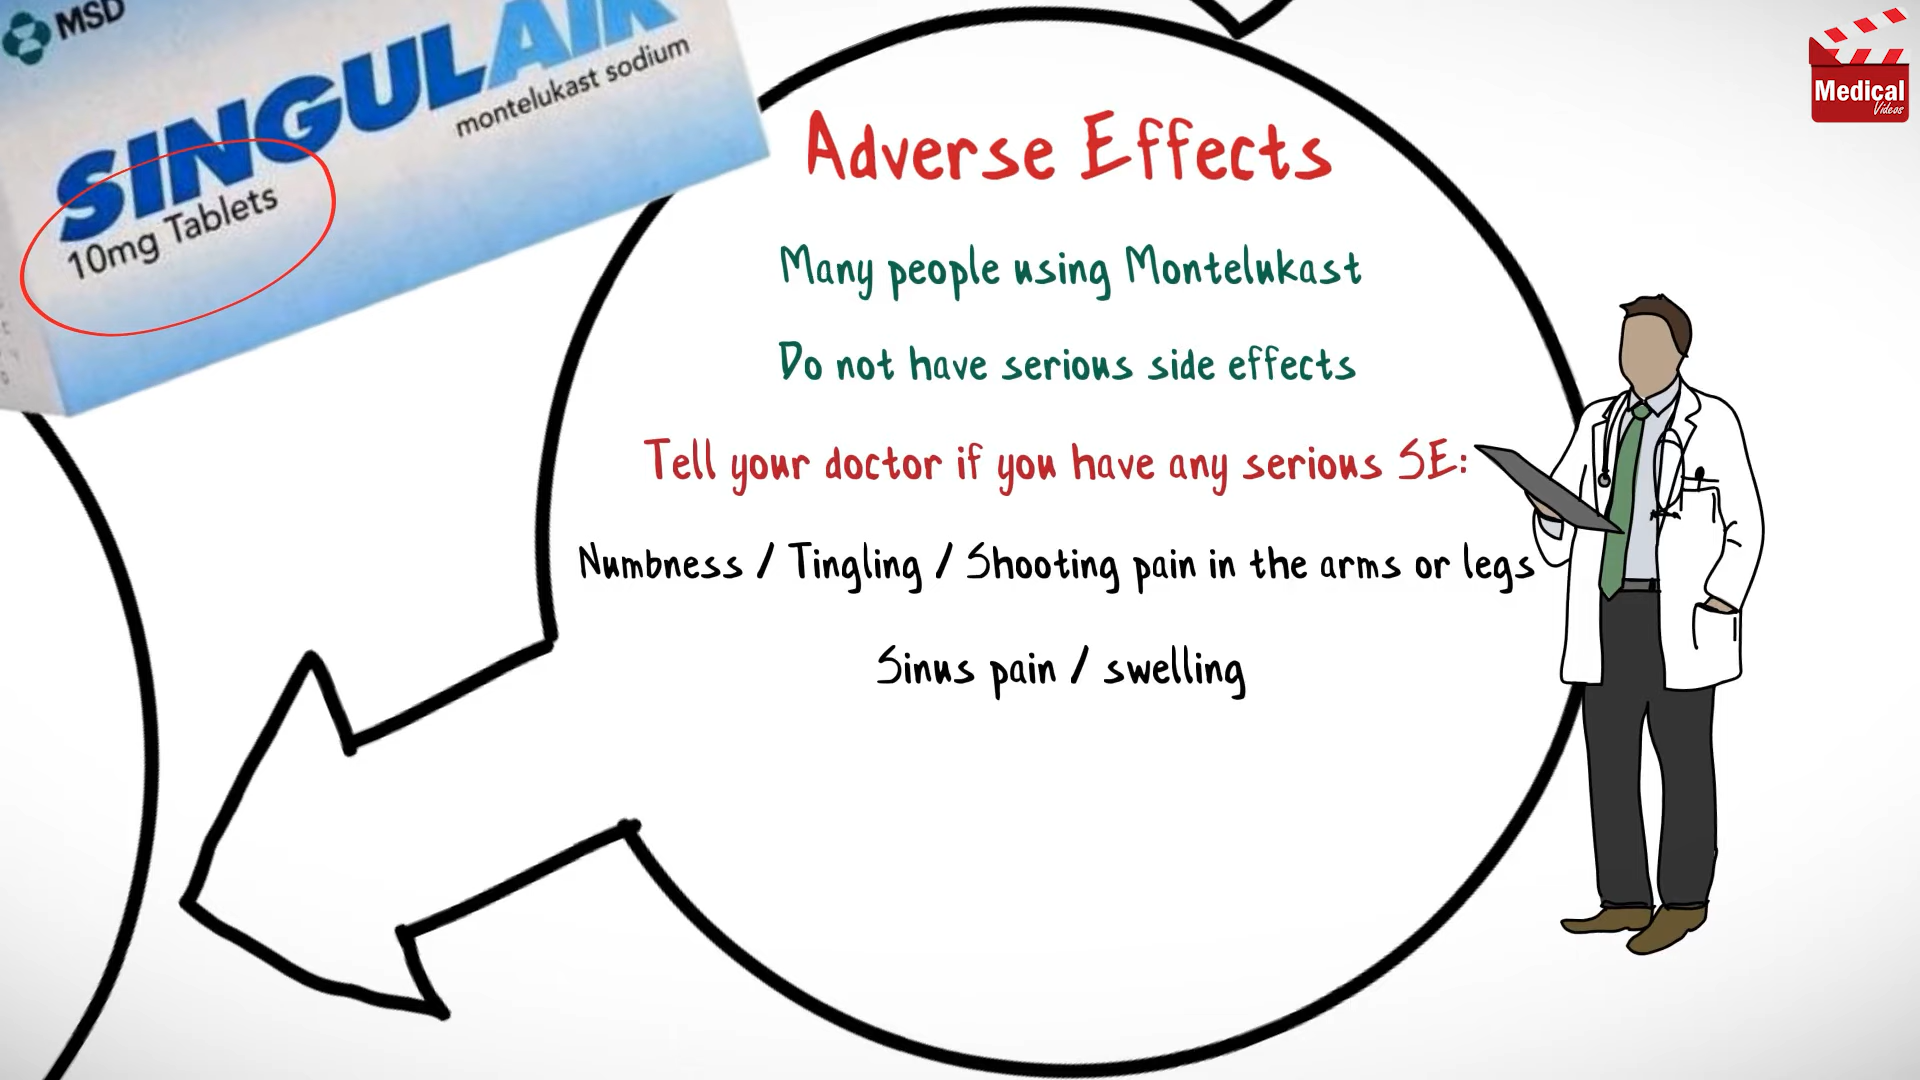 MSD
SINGULAIR
montelukast sodium
10mg Tablets
Medical
Videos
Adverse Effects
Many people using Montelukast
Do not have serious side effects
Tell your doctor if you have any serious SE:
Numbness / Tingling / Shooting pain in the arms or legs
Sinus pain / swelling